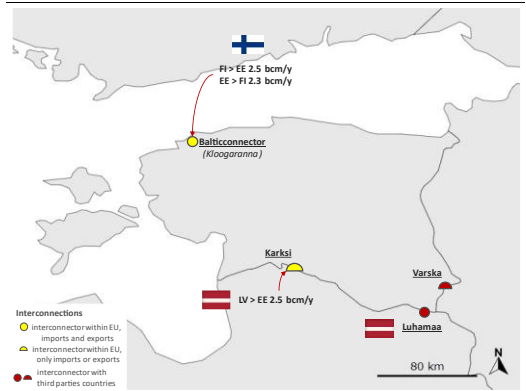 FI > EE 2.5 bcm/y
EE > FI 2.3 bcm/y
Balticconnector
(Kloogaranna)
Karksi
Varska
LV > EE 2.5 bcm/y
Luhamaa
Interconnections
interconnector within EU,
imports and exports
interconnector within EU,
only imports or exports
interconnector with
third parties countries
80 km
N